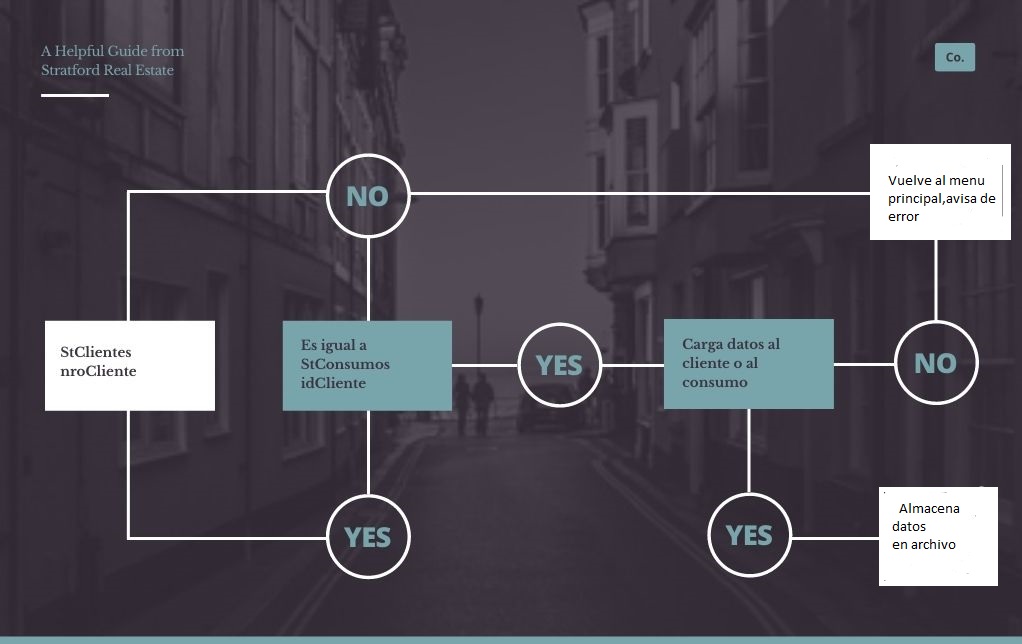 A Helpful Guide from
Stratford Real Estate
Co.
NO
Vuelve al menu
principal,avisa de
error
StClientes
nroCliente
Es igual a
StConsumos
idCliente
YES
Carga datos al
cliente o al
consumo
NO
YES
YES
Almacena
datos
en archivo